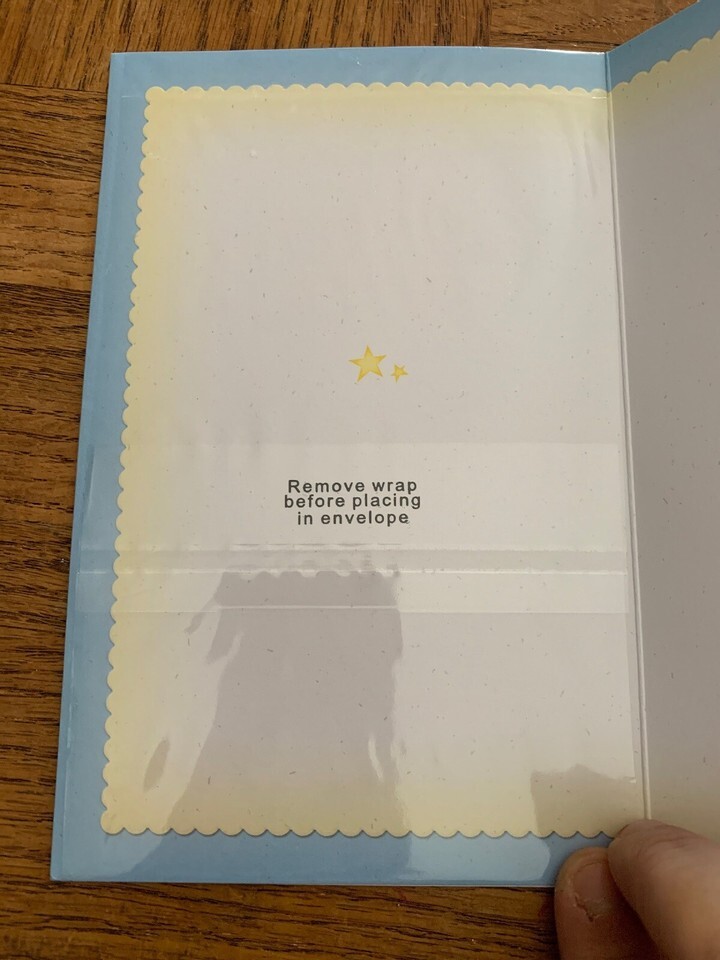 Remove wrap
before placing
in envelope